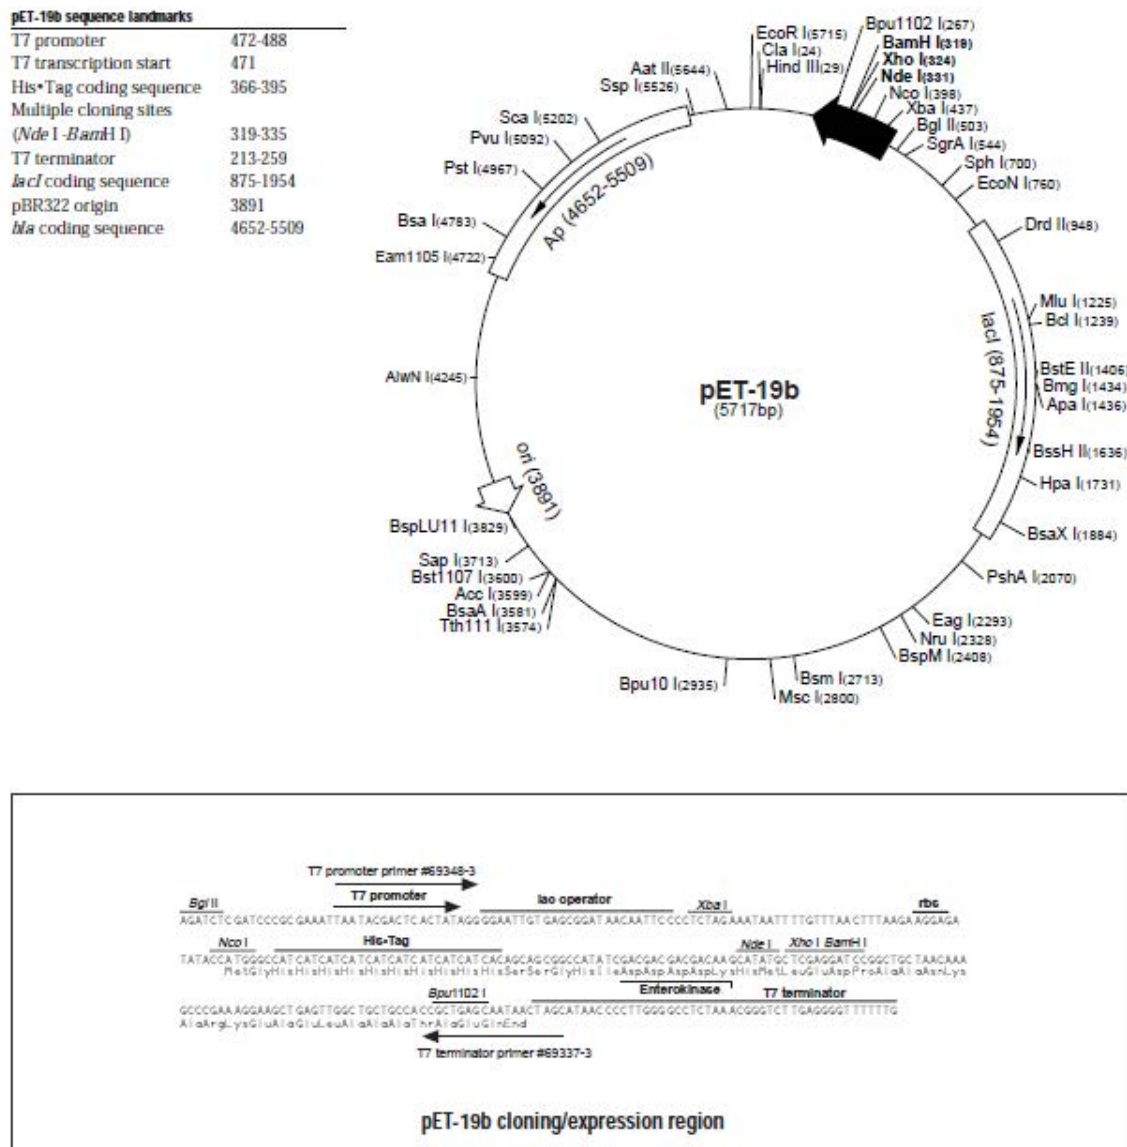 pET-19b sequence landmarks
T7 promoter 472-488
T7 transcription start 471
His•Tag coding sequence 366-395
Multiple cloning sites
(Nde I -BamH I) 319-335
T7 terminator 213-259
lacI coding sequence 875-1954
pBR322 origin 3891
bla coding sequence 4652-5509
EcoR I(5715)
Cla I(24)
Hind III(29)
Bpu1102 I(267)
BamH I(319)
Xho I(324)
Nde I(331)
Nco I(398)
Xba I(437)
Bgl II(503)
SgrA I(544)
Sph I(700)
EcoN I(760)
Drd II(948)
Mlu I(1225)
Bcl I(1239)
BstE II(1406)
Bmg I(1434)
Apa I(1436)
BssH II(1636)
Hpa I(1731)
BsaX I(1884)
PshA I(2070)
Eag I(2293)
Nru I(2328)
BspM I(2408)
Bsm I(2713)
Msc I(2800)
Bpu10 I(2935)
Tth111 I(3574)
BsaA I(3581)
Acc I(3599)
Bst1107 I(3600)
Sap I(3713)
BspLU11 I(3829)
AlwN I(4245)
Eam1105 I(4722)
Bsa I(4783)
Pst I(4967)
Pvu I(5092)
Sca I(5202)
Ssp I(5526)
Aat II(5644)
Ap (4652-5509)
lacI (875-1954)
ori (3891)
pET-19b
(5717bp)
T7 promoter primer #69348-3
Bgl II T7 promoter lac operator Xba I rbs
AGATCTCGATCCCGCGAAATTAATACGACTCACTATAGGGGAATTGTGAGCGGATAACAATTCCCCTCTAGAAATAATTTTGTTTAACTTTAAGAAGGAGA
Nco I His•Tag Nde I Xho I BamH I
TATACCATGGGCCATCATCATCATCATCATCATCATCATCACAGCAGCGGCCATATCGACGACGACGACAAGCATATGCTCGAGGATCCGGCTGCTAACAAA
MetGlyHisHisHisHisHisHisHisHisHisHisSerSerGlyHisIleAspAspAspAspLysHisMetLeuGluAspProAlaAlaAsnLys
Bpu1102 I Enterokinase T7 terminator
GCCCGAAAGGAAGCTGAGTTGGCTGCTGCCACCGCTGAGCAATAACTAGCATAACCCCTTGGGGCCTCTAAACGGGTCTTGAGGGGTTTTTTG
AlaArgLysGluAlaGluLeuAlaAlaAlaThrAlaGluGlnEnd
T7 terminator primer #69337-3
pET-19b cloning/expression region